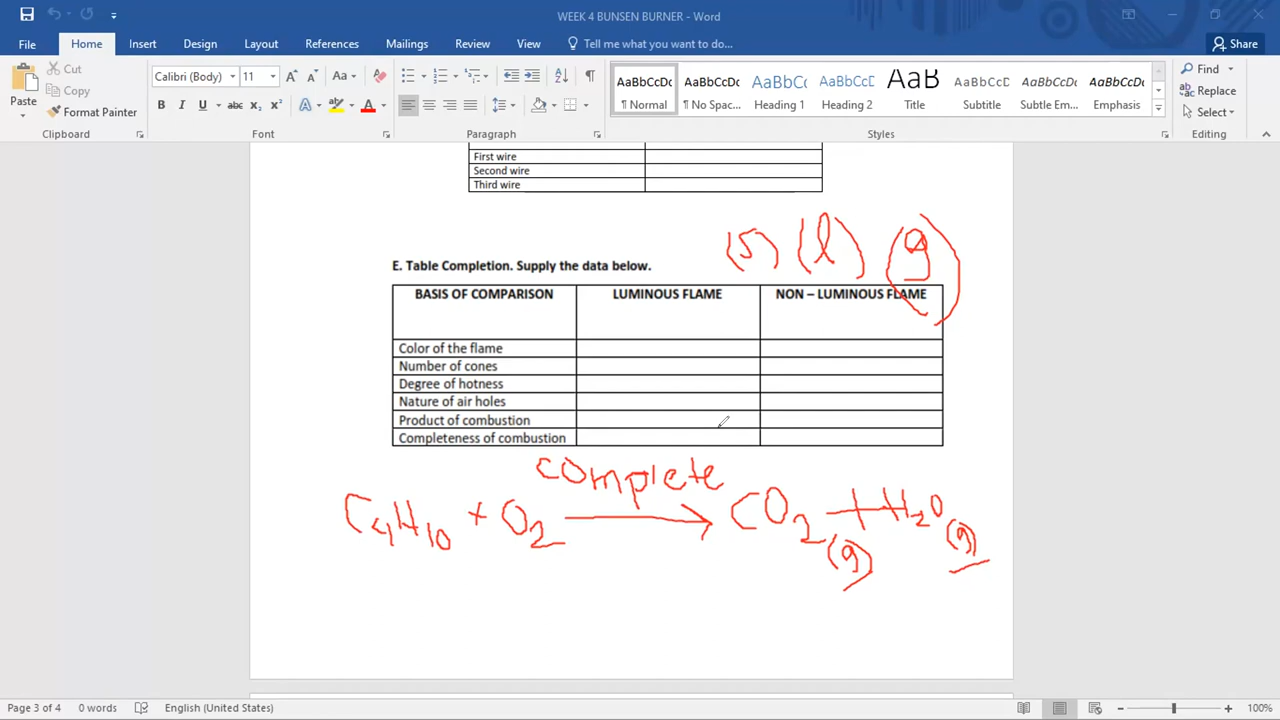 WEEK 4 BUNSEN BURNER - Word
File Home Insert Design Layout References Mailings Review View Tell me what you want to do... Share
Cut
Copy
Format Painter
Paste
Calibri (Body) 11
Aa
B I U abc X₂ X² A A
AaBbCcDc AaBbCcDc AaBbCc AaBbCcD AaB AaBbCcD AaBbCcDc AaBbCcDc
¶ Normal ¶ No Spac... Heading 1 Heading 2 Title Subtitle Subtle Em... Emphasis
Find
Replace
Select
Clipboard Font Paragraph Styles Editing
First wire
Second wire
Third wire
(s) (l) (g)
E. Table Completion. Supply the data below.
BASIS OF COMPARISON LUMINOUS FLAME NON – LUMINOUS FLAME
Color of the flame
Number of cones
Degree of hotness
Nature of air holes
Product of combustion
Completeness of combustion
complete
C₄H₁₀ + O₂ → CO₂(g) + H₂O(g)
Page 3 of 4 0 words English (United States) 100%